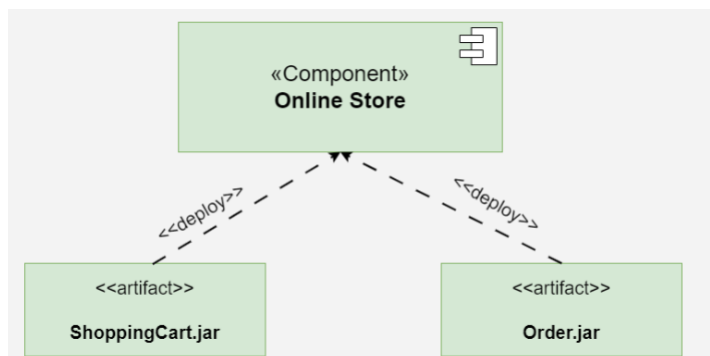 «Component»
Online Store
<<deploy>>
<<deploy>>
<<artifact>>
ShoppingCart.jar
<<artifact>>
Order.jar